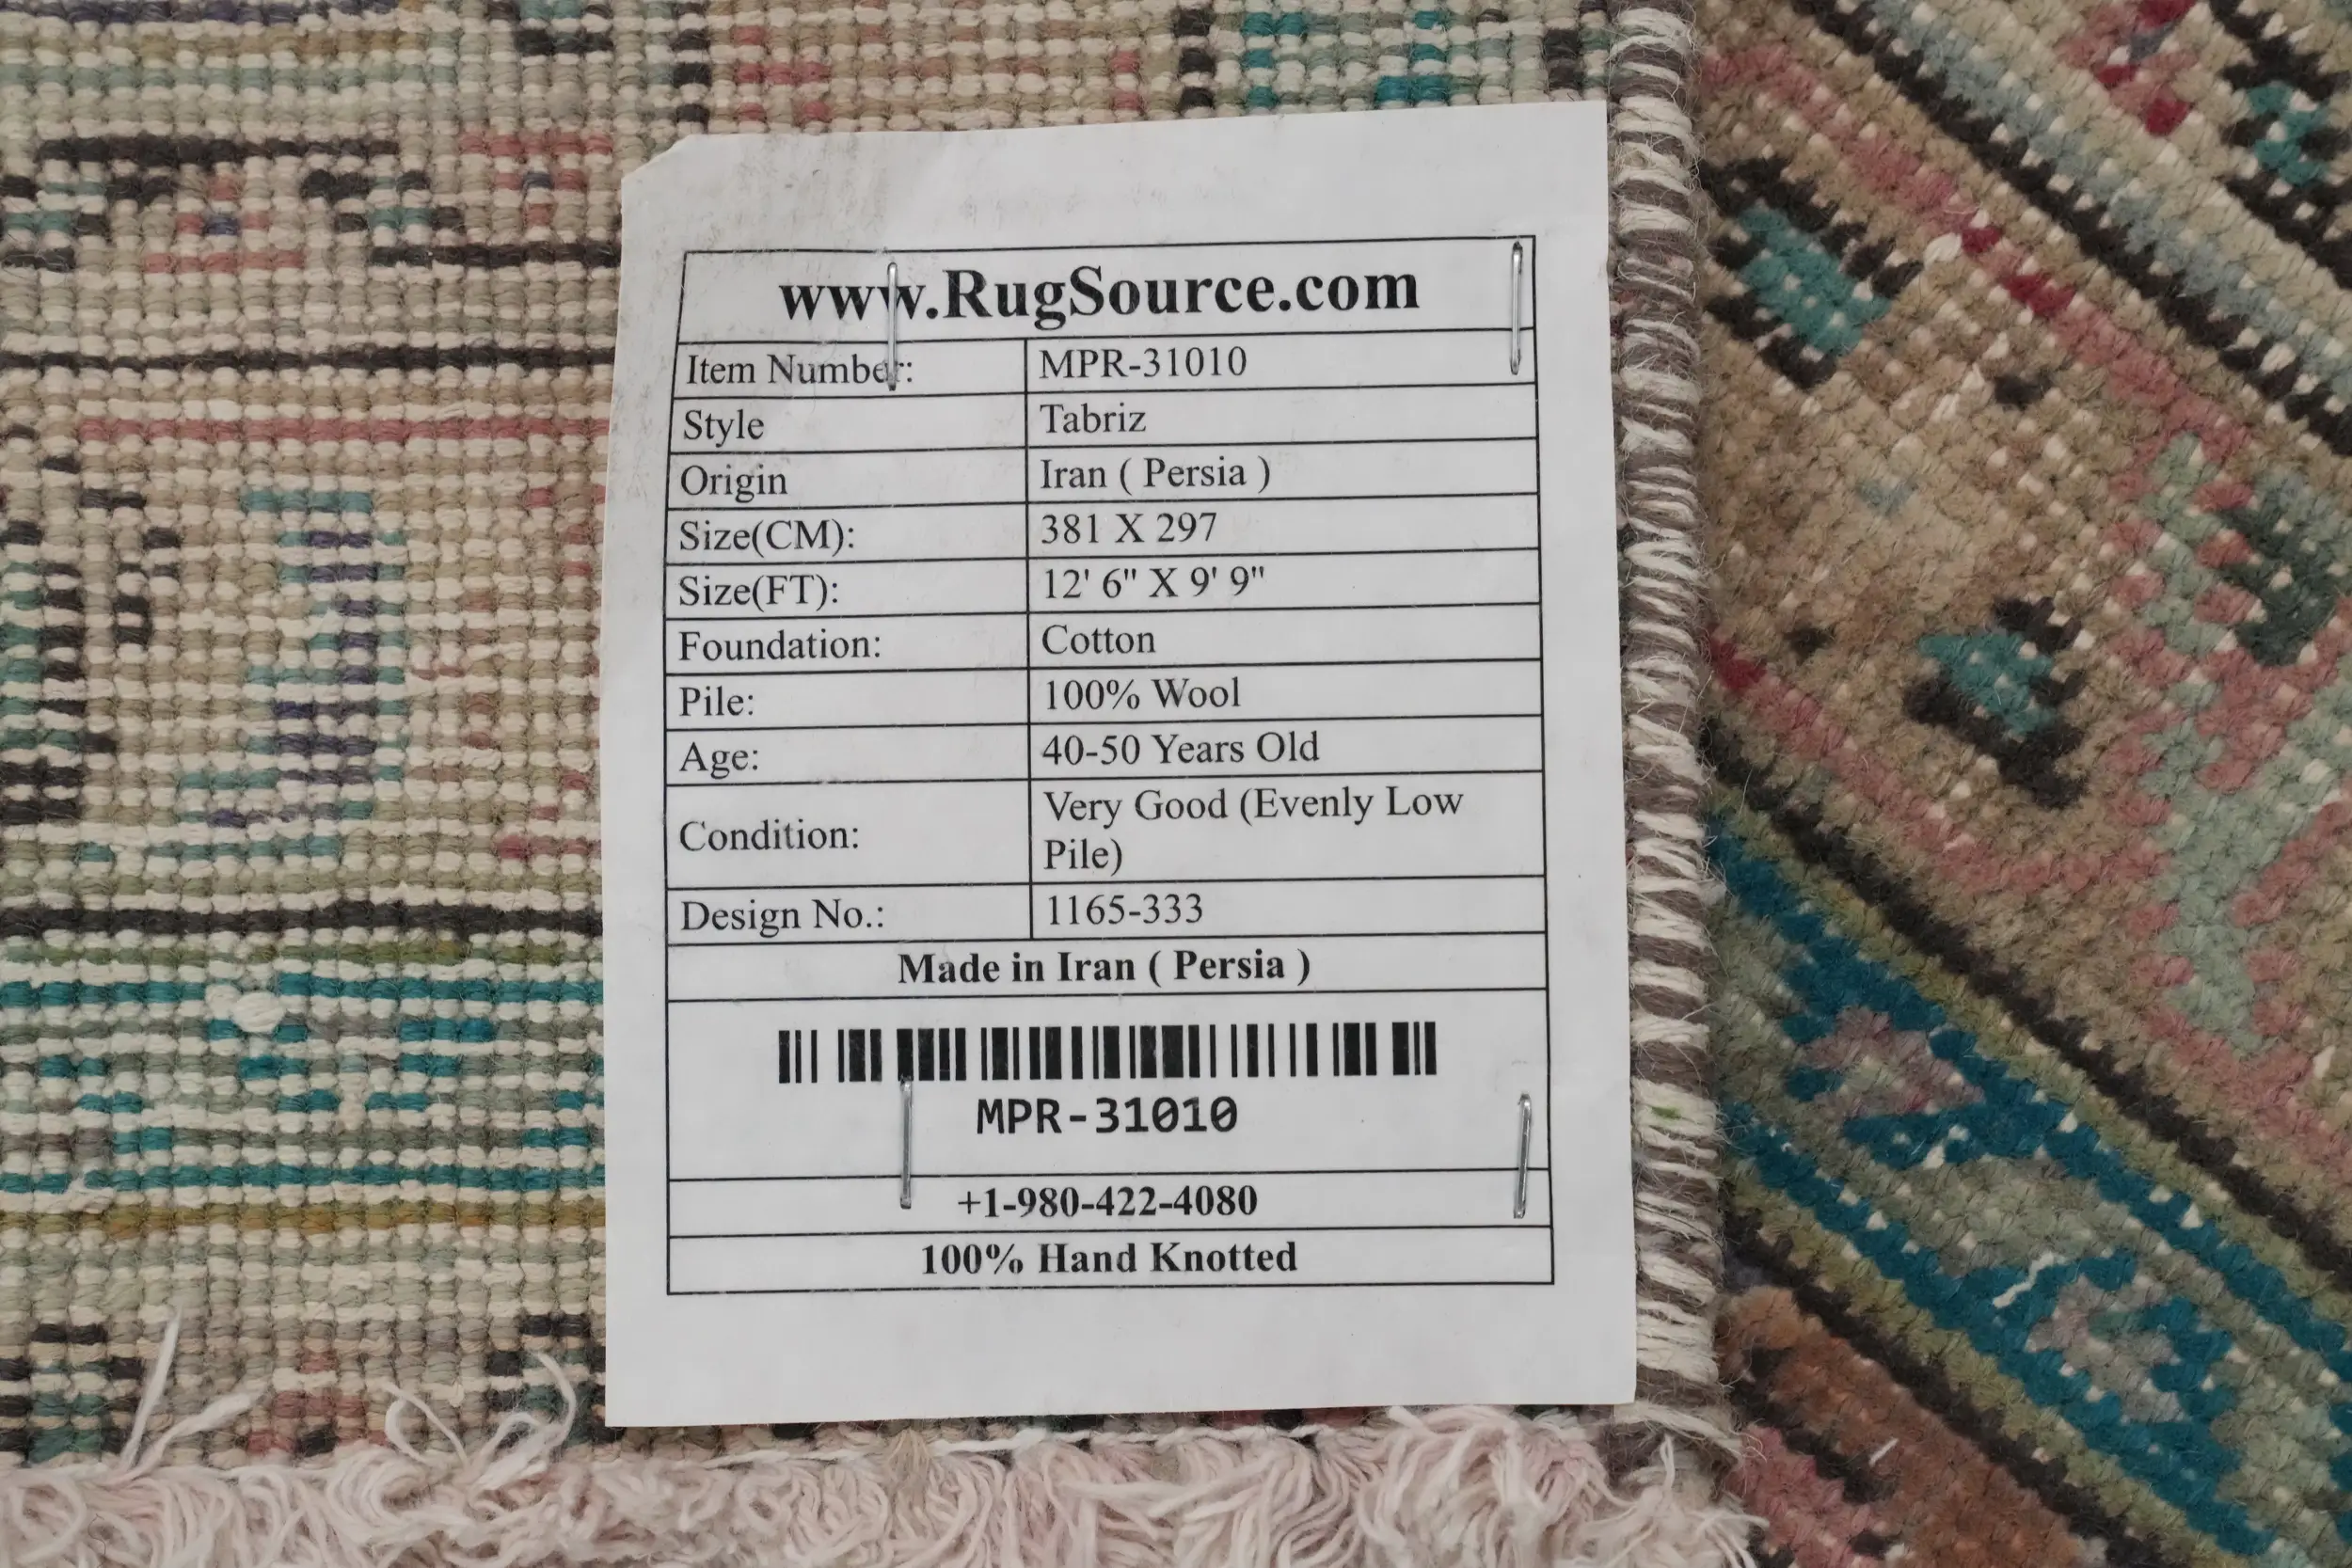 www.RugSource.com
Item Number: MPR-31010
Style Tabriz
Origin Iran ( Persia )
Size(CM): 381 X 297
Size(FT): 12' 6" X 9' 9"
Foundation: Cotton
Pile: 100% Wool
Age: 40-50 Years Old
Condition: Very Good (Evenly Low
Pile)
Design No.: 1165-333
Made in Iran ( Persia )
MPR-31010
+1-980-422-4080
100% Hand Knotted